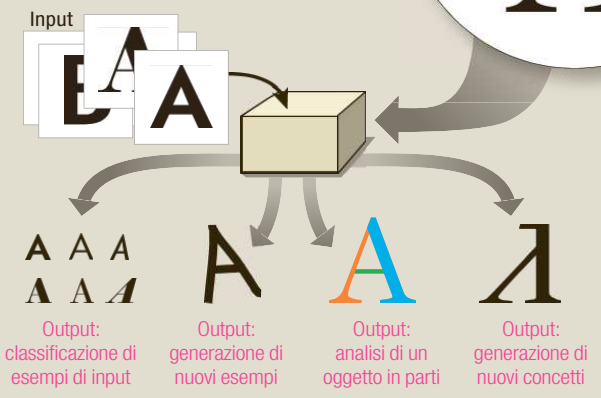 Input
B A A
A A A
A A A
A A
Output:
classificazione di
esempi di input
Output:
generazione di
nuovi esempi
Output:
analisi di un
oggetto in parti
Output:
generazione di
nuovi concetti